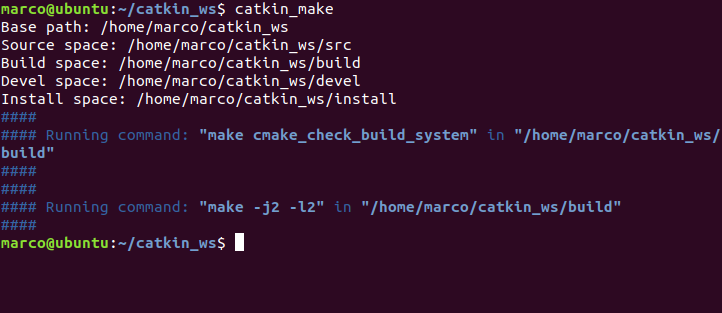 marco@ubuntu:~/catkin_ws$ catkin_make
Base path: /home/marco/catkin_ws
Source space: /home/marco/catkin_ws/src
Build space: /home/marco/catkin_ws/build
Devel space: /home/marco/catkin_ws/devel
Install space: /home/marco/catkin_ws/install
####
#### Running command: "make cmake_check_build_system" in "/home/marco/catkin_ws/
build"
####
####
#### Running command: "make -j2 -l2" in "/home/marco/catkin_ws/build"
####
marco@ubuntu:~/catkin_ws$